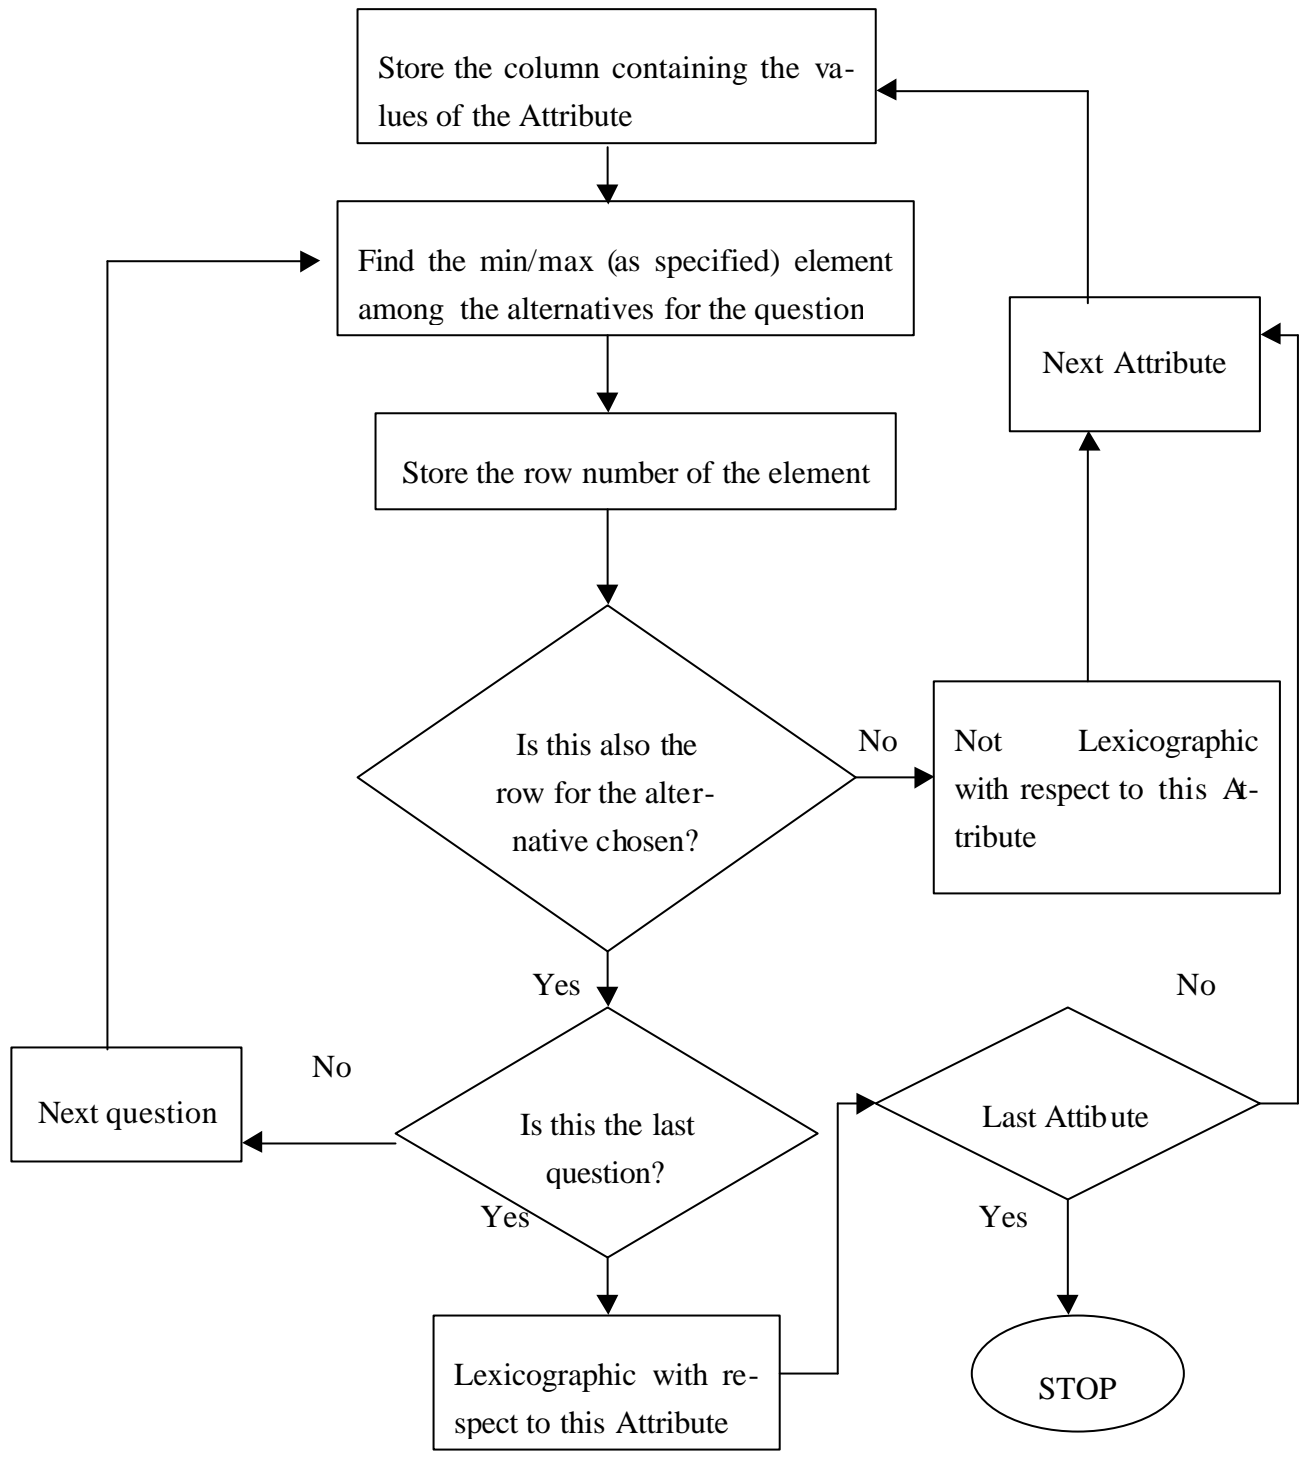 Store the column containing the va-
lues of the Attribute
Find the min/max (as specified) element
among the alternatives for the question
Next Attribute
Store the row number of the element
Is this also the
row for the alter-
native chosen?
No
Not Lexicographic
with respect to this At-
tribute
Yes
No
No
Next question
Is this the last
question?
Last Attibute
Yes
Yes
Lexicographic with re-
spect to this Attribute
STOP